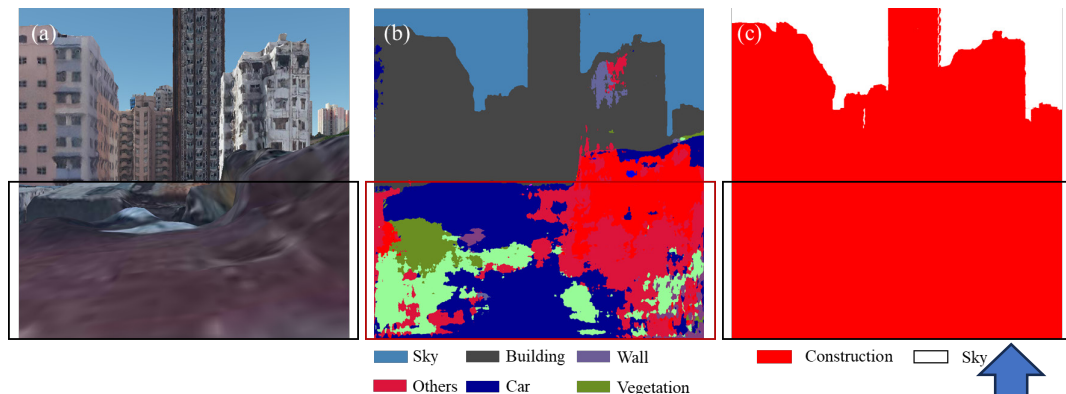 (a) (b) (c)
Sky Building Wall Construction Sky
Others Car Vegetation